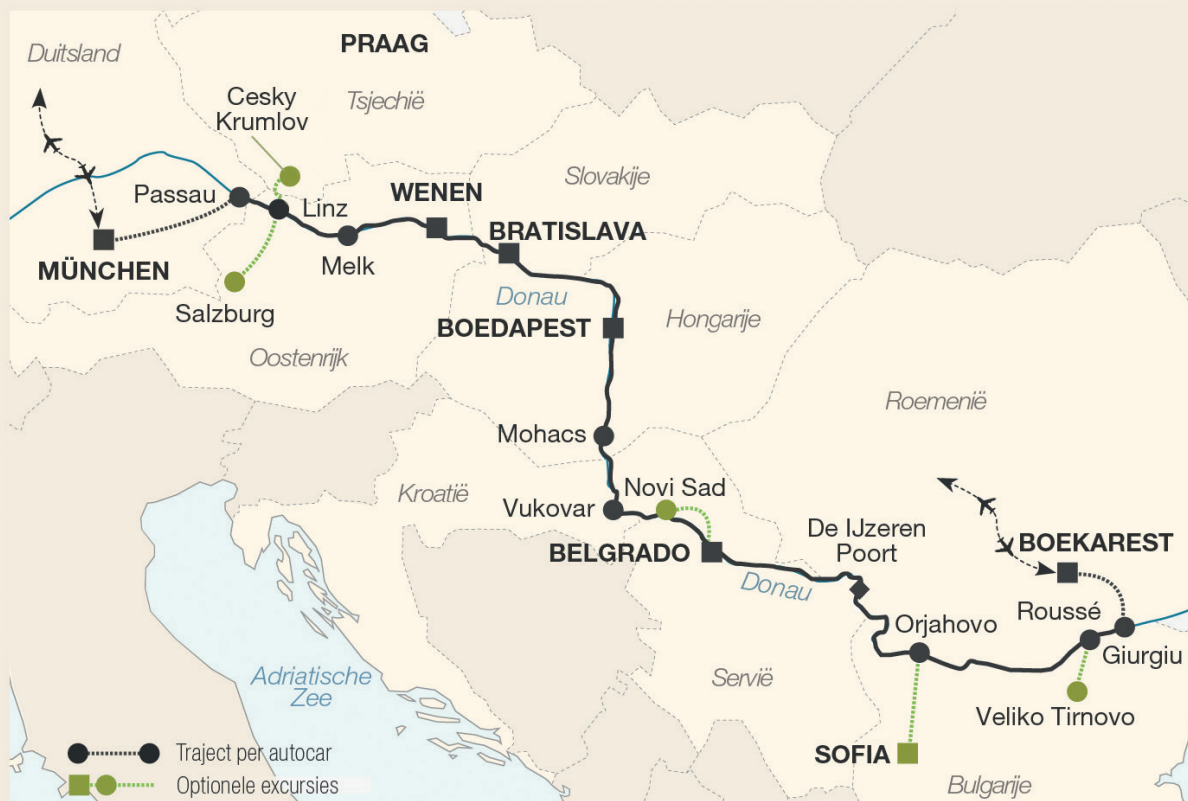 Duitsland
PRAAG
Tsjechië
Cesky
Krumlov
Slovakije
Passau
Linz
WENEN
BRATISLAVA
MÜNCHEN
Melk
Salzburg
Donau
BOEDAPEST
Hongarije
Oostenrijk
Roemenië
Mohacs
Kroatië
Vukovar
Novi Sad
De IJzeren
Poort
BELGRADO
BOEKAREST
Donau
Roussé
Orjahovo
Giurgiu
Adriatische
Zee
Servië
Veliko Tirnovo
SOFIA
Bulgarije
Traject per autocar
Optionele excursies